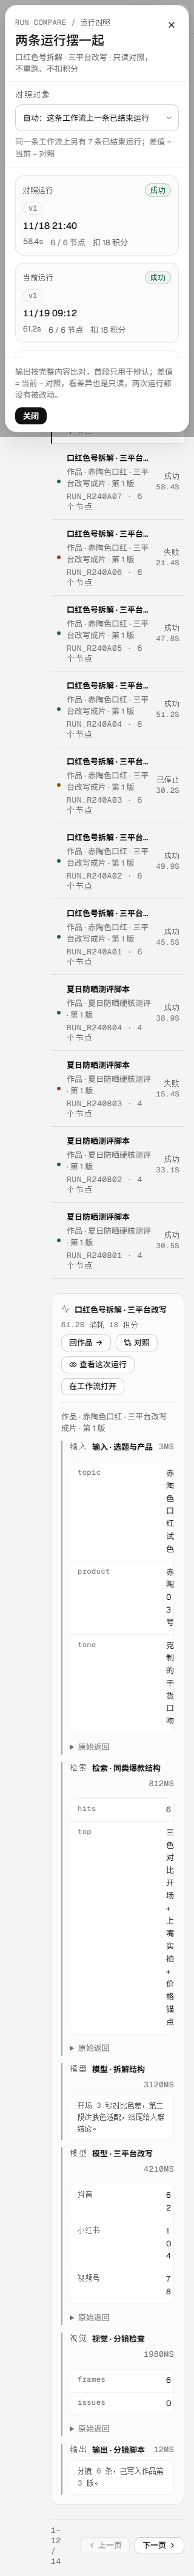 RUN COMPARE / 运行对照
两条运行摆一起
口红色号拆解 · 三平台改写 · 只读对照，
不重跑、不扣积分
对照对象
自动：这条工作流上一条已结束运行
同一条工作流上另有 7 条已结束运行；差值 =
当前 − 对照
对照运行
成功
v1
11/18 21:40
58.4s 6 / 6 节点 扣 18 积分
当前运行
成功
v1
11/19 09:12
61.2s 6 / 6 节点 扣 18 积分
输出按完整内容比对，首段只用于辨认；差值
= 当前 − 对照，看差异也是只读，两次运行都
没有被改动。
关闭
口红色号拆解 · 三平台…
作品 · 赤陶色口红 · 三平
台改写成片 · 第 1 版
RUN_R240A07 · 6
个节点
成功
58.4S
口红色号拆解 · 三平台…
作品 · 赤陶色口红 · 三平
台改写成片 · 第 1 版
RUN_R240A06 · 6
个节点
失败
21.4S
口红色号拆解 · 三平台…
作品 · 赤陶色口红 · 三平
台改写成片 · 第 1 版
RUN_R240A05 · 6
个节点
成功
47.8S
口红色号拆解 · 三平台…
作品 · 赤陶色口红 · 三平
台改写成片 · 第 1 版
RUN_R240A04 · 6
个节点
成功
51.2S
口红色号拆解 · 三平台…
作品 · 赤陶色口红 · 三平
台改写成片 · 第 1 版
RUN_R240A03 · 6
个节点
已停止
30.2S
口红色号拆解 · 三平台…
作品 · 赤陶色口红 · 三平
台改写成片 · 第 1 版
RUN_R240A02 · 6
个节点
成功
49.9S
口红色号拆解 · 三平台…
作品 · 赤陶色口红 · 三平
台改写成片 · 第 1 版
RUN_R240A01 · 6
个节点
成功
45.5S
夏日防晒测评脚本
作品 · 夏日防晒硬核测评
· 第 1 版
RUN_R240B04 · 4
个节点
成功
38.9S
夏日防晒测评脚本
作品 · 夏日防晒硬核测评
· 第 1 版
RUN_R240B03 · 4
个节点
失败
15.4S
夏日防晒测评脚本
作品 · 夏日防晒硬核测评
· 第 1 版
RUN_R240B02 · 4
个节点
成功
33.1S
夏日防晒测评脚本
作品 · 夏日防晒硬核测评
· 第 1 版
RUN_R240B01 · 4
个节点
成功
30.5S
口红色号拆解 · 三平台改写
61.2S 消耗 18 积分
回作品 →
对照
查看这次运行
在工作流打开
作品 · 赤陶色口红 · 三平台改写
成片 · 第 1 版
输入 输入 · 选题与产品 3MS
topic
赤
陶
色
口
红
试
色
product
赤
陶
0
3
号
tone
克
制
的
干
货
口
吻
▶ 原始返回
检索 检索 · 同类爆款结构
812MS
hits
6
top
三
色
对
比
开
场
+
上
嘴
实
拍
+
价
格
锚
点
▶ 原始返回
模型 模型 · 拆解结构
3120MS
开场 3 秒对比色差，第二
段讲肤色适配，结尾给人群
结论。
模型 模型 · 三平台改写
4210MS
抖音
6
2
小红书
1
0
4
视频号
7
8
▶ 原始返回
视觉 视觉 · 分镜检查
1980MS
frames
6
issues
0
▶ 原始返回
输出 输出 · 分镜脚本 12MS
分镜 6 条，已写入作品第
3 版。
1–
12
/
14
上一页
下一页